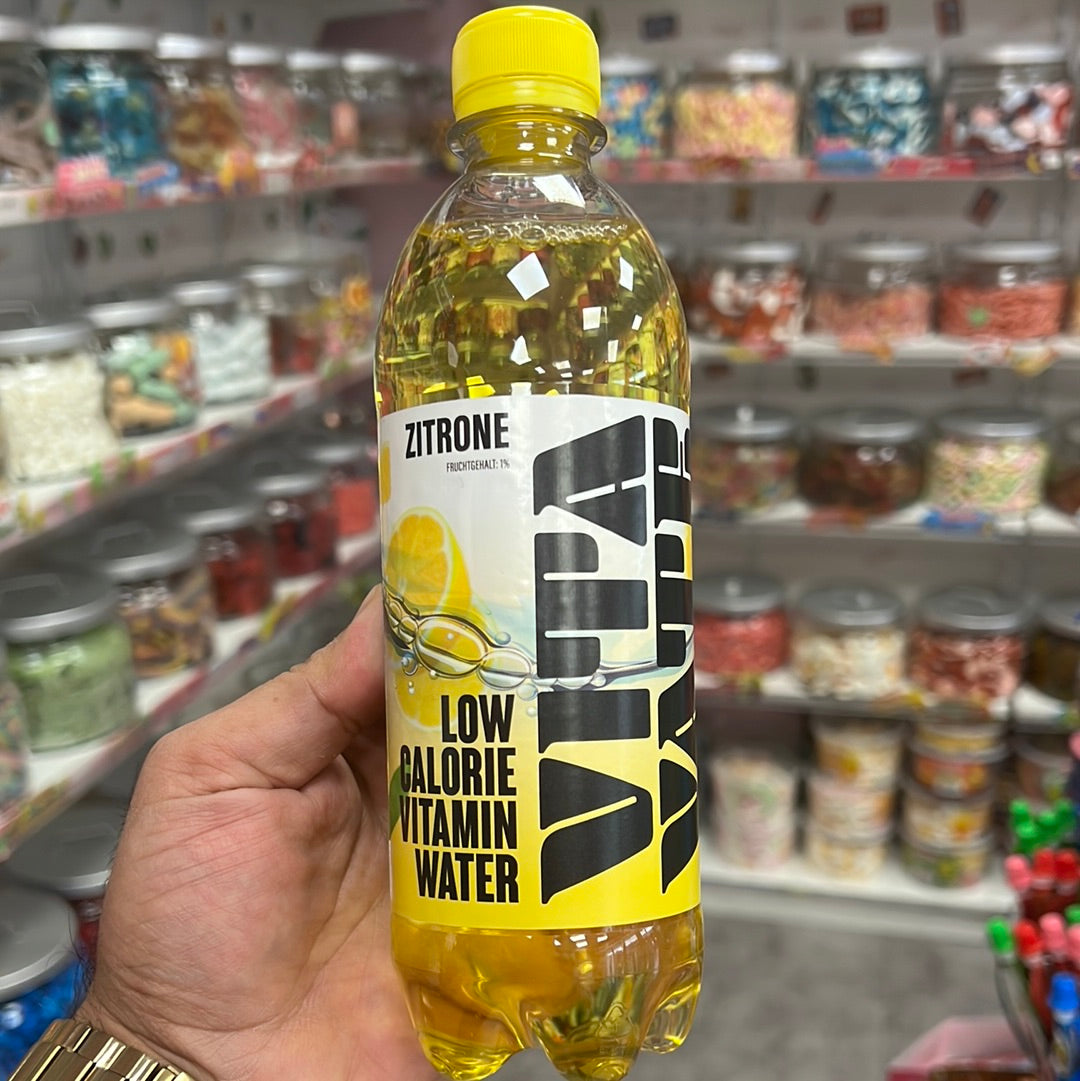 ZITRONE
FRUCHTGEHALT: 1%
VITA
LOW
CALORIE
VITAMIN
WATER